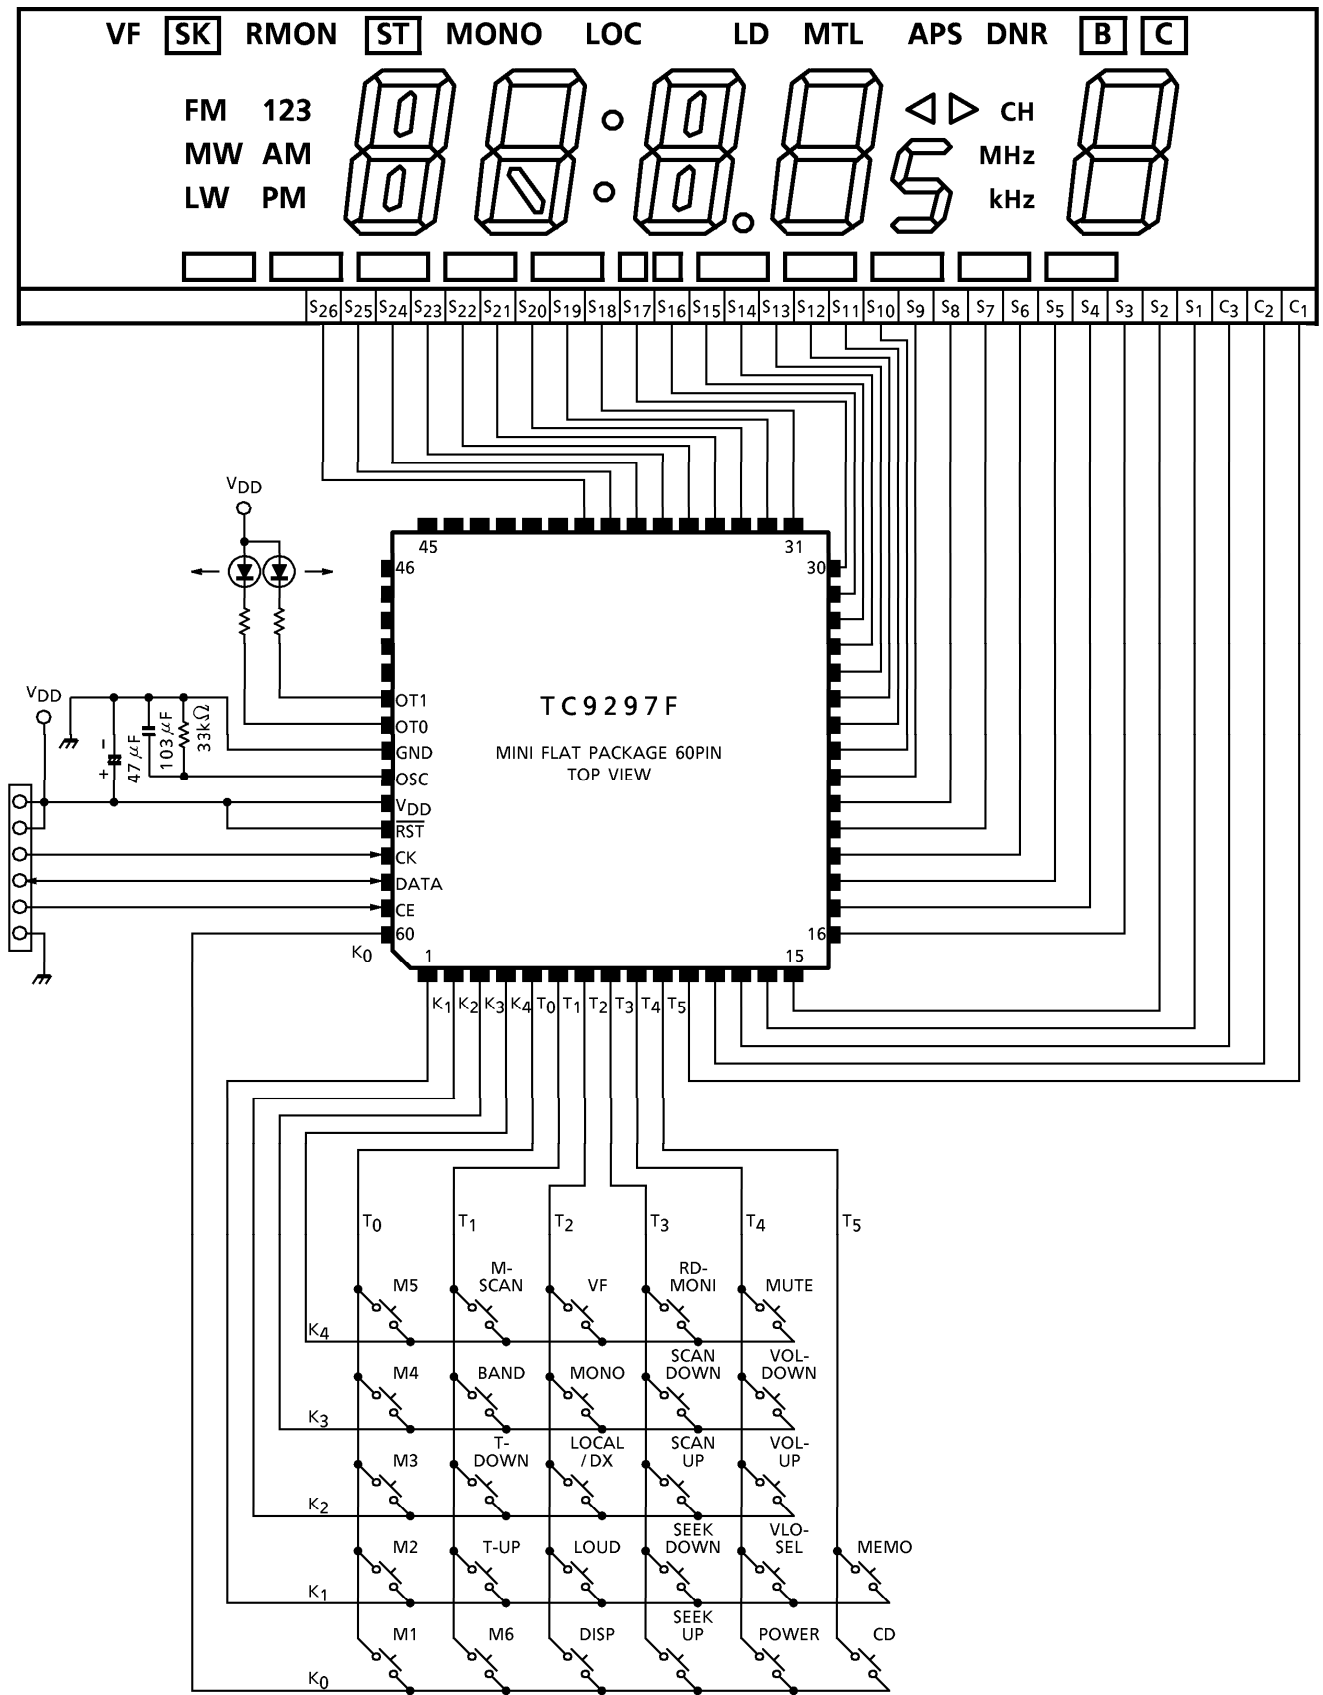 VF SK RMON ST MONO LOC LD MTL APS DNR B C
FM 123 CH
MW AM MHz
LW PM kHz
S26 S25 S24 S23 S22 S21 S20 S19 S18 S17 S16 S15 S14 S13 S12 S11 S10 S9 S8 S7 S6 S5 S4 S3 S2 S1 C3 C2 C1
VDD
45 31
46 30
OT1
OT0
GND
OSC
VDD
RST
CK
DATA
CE
60 16
1 15
TC9297F
MINI FLAT PACKAGE 60PIN
TOP VIEW
VDD
- + 47μF
103μF
33kΩ
K0
K1 K2 K3 K4 T0 T1 T2 T3 T4 T5
T0 T1 T2 T3 T4 T5
M5 M-
SCAN VF RD-
MONI MUTE
K4
M4 BAND MONO SCAN
DOWN VOL-
DOWN
K3
M3 T-
DOWN LOCAL
/DX SCAN
UP VOL-
UP
K2
M2 T-UP LOUD SEEK
DOWN VLO-
SEL MEMO
K1
M1 M6 DISP SEEK
UP POWER CD
K0